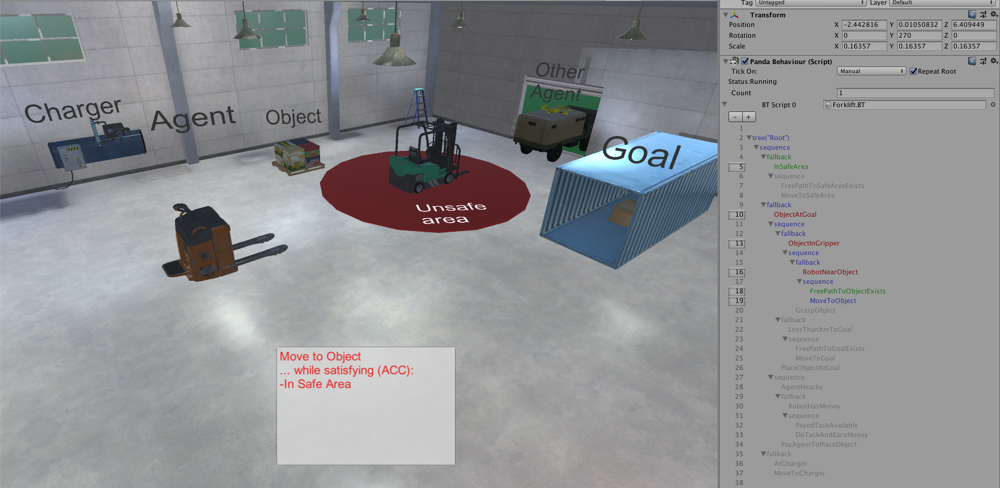 Charger
Agent
Object
Other
Agent
Goal
Unsafe
area
Move to Object
... while satisfying (ACC):
-In Safe Area
Tag Untagged Layer Default
Transform
Position X -2.442816 Y 0.01050832 Z 6.409449
Rotation X 0 Y 270 Z 0
Scale X 0.16357 Y 0.16357 Z 0.16357
Panda Behaviour (Script)
Tick On: Manual Repeat Root
Status:Running
Count 1
BT Script 0 Forklift.BT
- +
1
2 tree("Root")
3 sequence
4 fallback
5 InSafeArea
6 sequence
7 FreePathToSafeAreaExists
8 MoveToSafeArea
9 fallback
10 ObjectAtGoal
11 sequence
12 fallback
13 ObjectInGripper
14 sequence
15 fallback
16 RobotNearObject
17 sequence
18 FreePathToObjectExists
19 MoveToObject
20 GraspObject
21 fallback
22 LessThanXmToGoal
23 sequence
24 FreePathToGoalExists
25 MoveToGoal
26 PlaceObjectAtGoal
27 sequence
28 AgentNearby
29 fallback
30 RobotHasMoney
31 sequence
32 PayedTaskAvailable
33 DoTaskAndEarnMoney
34 PayAgentToPlaceObject
35 fallback
36 AtCharger
37 MoveToCharger
38